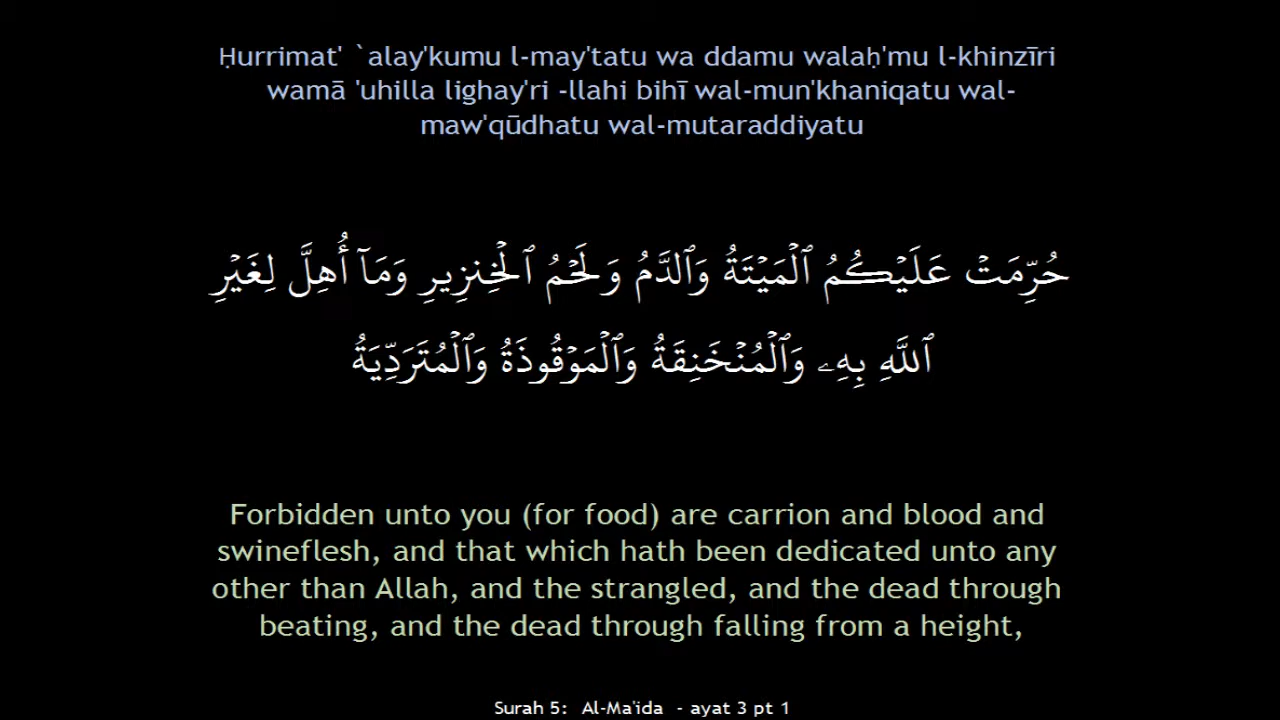 Ḥurrimat' `alay'kumu l-may'tatu wa ddamu walaḥ'mu l-khinzīri
wamā 'uhilla lighay'ri -llahi bihī wal-mun'khaniqatu wal-
maw'qūdhatu wal-mutaraddiyatu
حُرِّمَتۡ عَلَيۡكُمُ ٱلۡمَيۡتَةُ وَٱلدَّمُ وَلَحۡمُ ٱلۡخِنزِيرِ وَمَآ أُهِلَّ لِغَيۡرِ
ٱللَّهِ بِهِۦ وَٱلۡمُنۡخَنِقَةُ وَٱلۡمَوۡقُوذَةُ وَٱلۡمُتَرَدِّيَةُ
Forbidden unto you (for food) are carrion and blood and
swineflesh, and that which hath been dedicated unto any
other than Allah, and the strangled, and the dead through
beating, and the dead through falling from a height,
Surah 5: Al-Ma'ida - ayat 3 pt 1